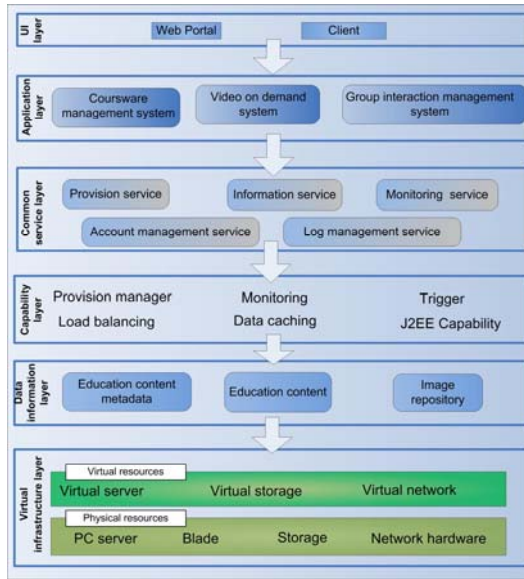 UI
layer
Web Portal
Client
Application
layer
Coursware
management system
Video on demand
system
Group interaction management
system
Common
service layer
Provision service
Information service
Monitoring service
Account management service
Log management service
Capability
layer
Provision manager
Monitoring
Trigger
Load balancing
Data caching
J2EE Capability
Data
information
layer
Education content
metadata
Education content
Image
repository
Virtual
infrastructure layer
Virtual resources
Virtual server
Virtual storage
Virtual network
Physical resources
PC server
Blade
Storage
Network hardware